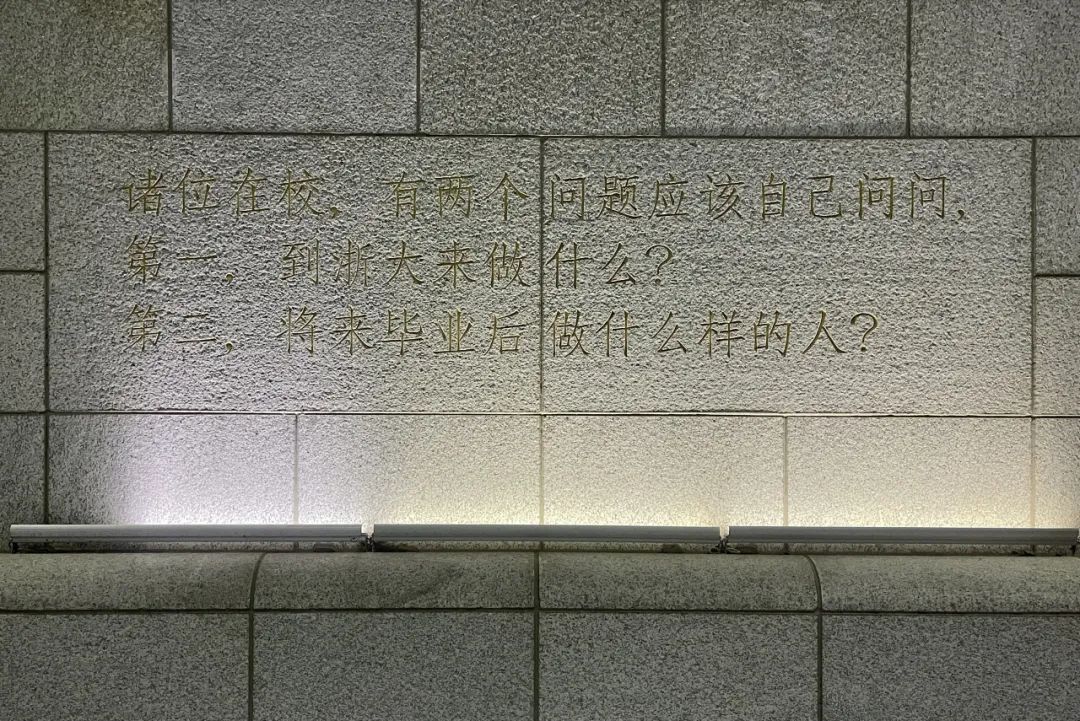 诸位在校，有两个问题应该自己问问，
第一，到浙大来做什么？
第二，将来毕业后做什么样的人？